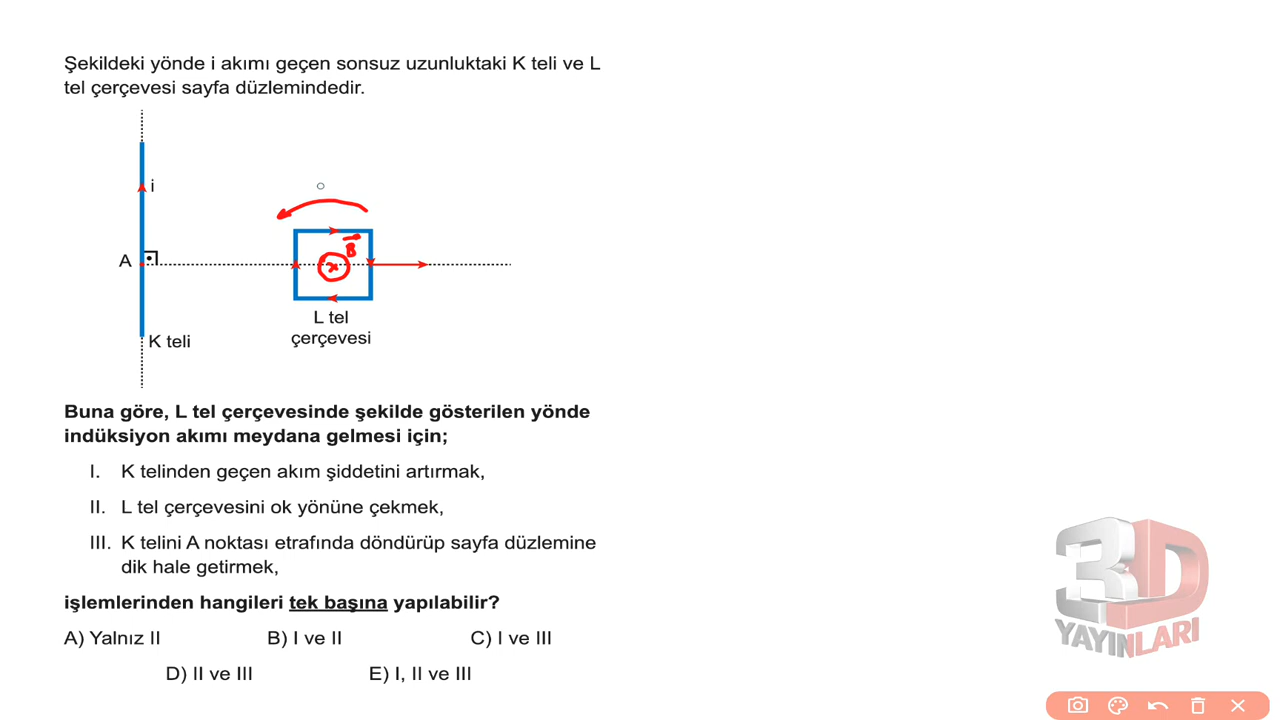 Şekildeki yönde i akımı geçen sonsuz uzunluktaki K teli ve L
tel çerçevesi sayfa düzlemindedir.
i
B
A
L tel
çerçevesi
K teli
Buna göre, L tel çerçevesinde şekilde gösterilen yönde
indüksiyon akımı meydana gelmesi için;
I. K telinden geçen akım şiddetini artırmak,
II. L tel çerçevesini ok yönüne çekmek,
III. K telini A noktası etrafında döndürüp sayfa düzlemine
dik hale getirmek,
işlemlerinden hangileri tek başına yapılabilir?
A) Yalnız II B) I ve II C) I ve III
D) II ve III E) I, II ve III
3D
YAYINLARI